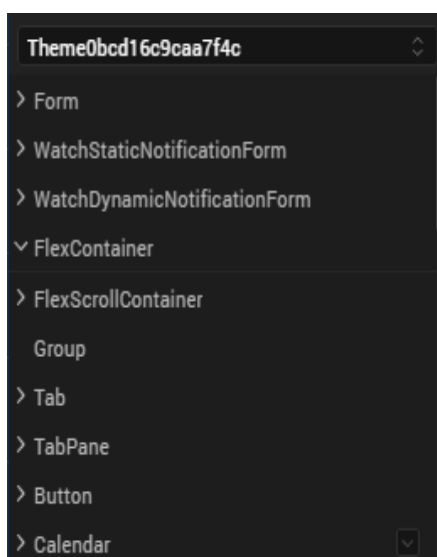 Theme0bcd16c9caa7f4c
Form
WatchStaticNotificationForm
WatchDynamicNotificationForm
FlexContainer
FlexScrollContainer
Group
Tab
TabPane
Button
Calendar